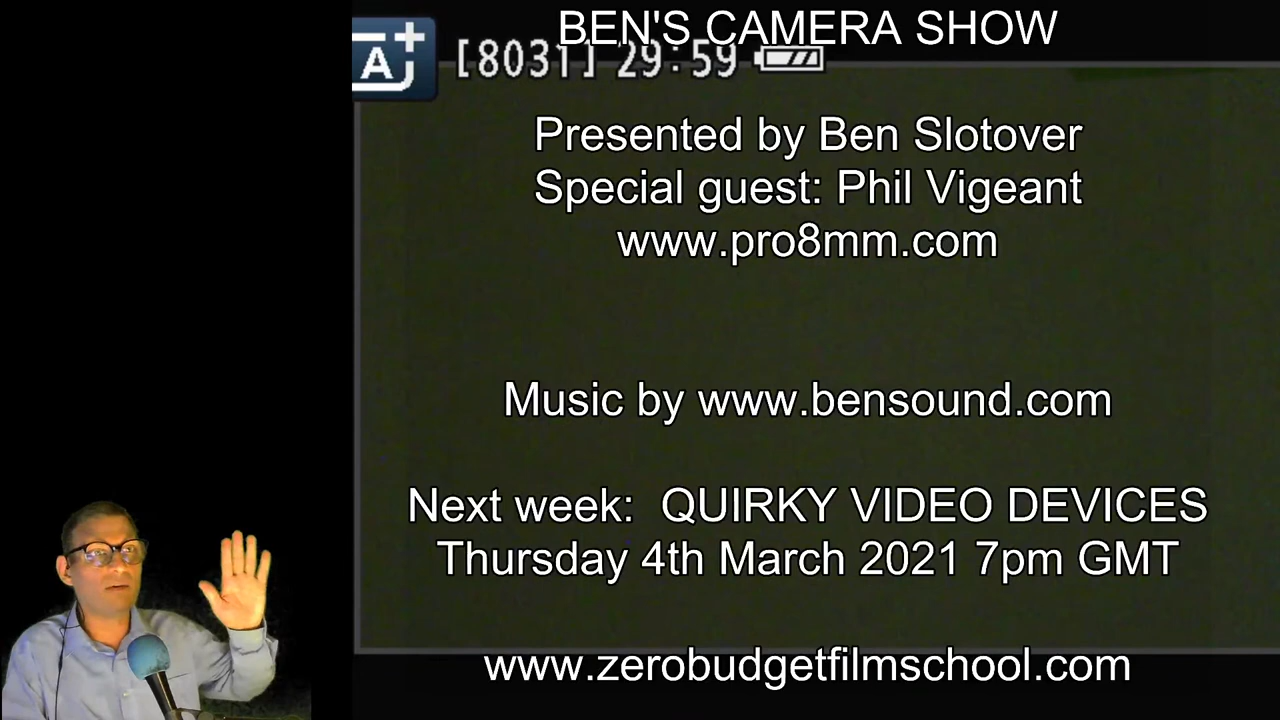 BEN'S CAMERA SHOW
A+
[8031] 29:59
Presented by Ben Slotover
Special guest: Phil Vigeant
www.pro8mm.com
Music by www.bensound.com
Next week: QUIRKY VIDEO DEVICES
Thursday 4th March 2021 7pm GMT
www.zerobudgetfilmschool.com